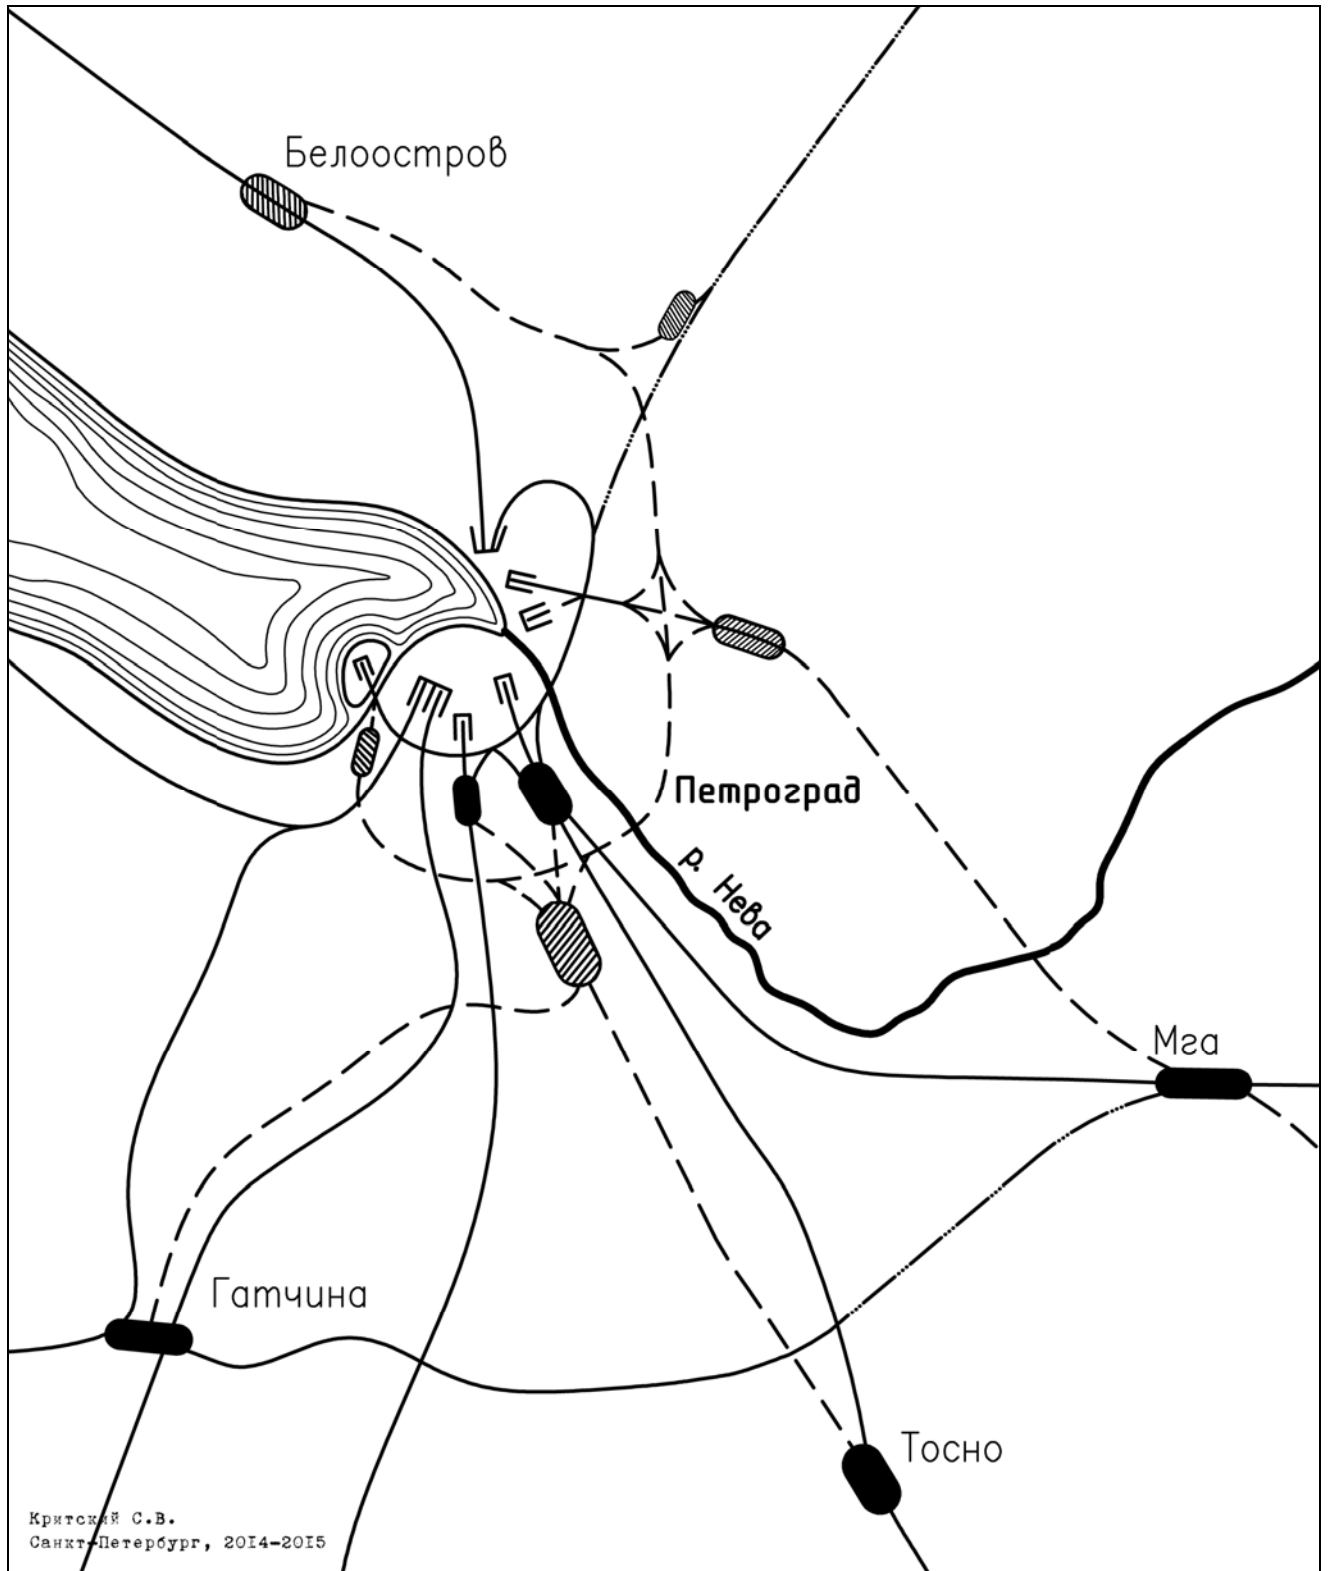 Белоостров
Петроград
р. Нева
Мга
Гатчина
Тосно
Критский С.В.
Санкт-Петербург, 2014-2015